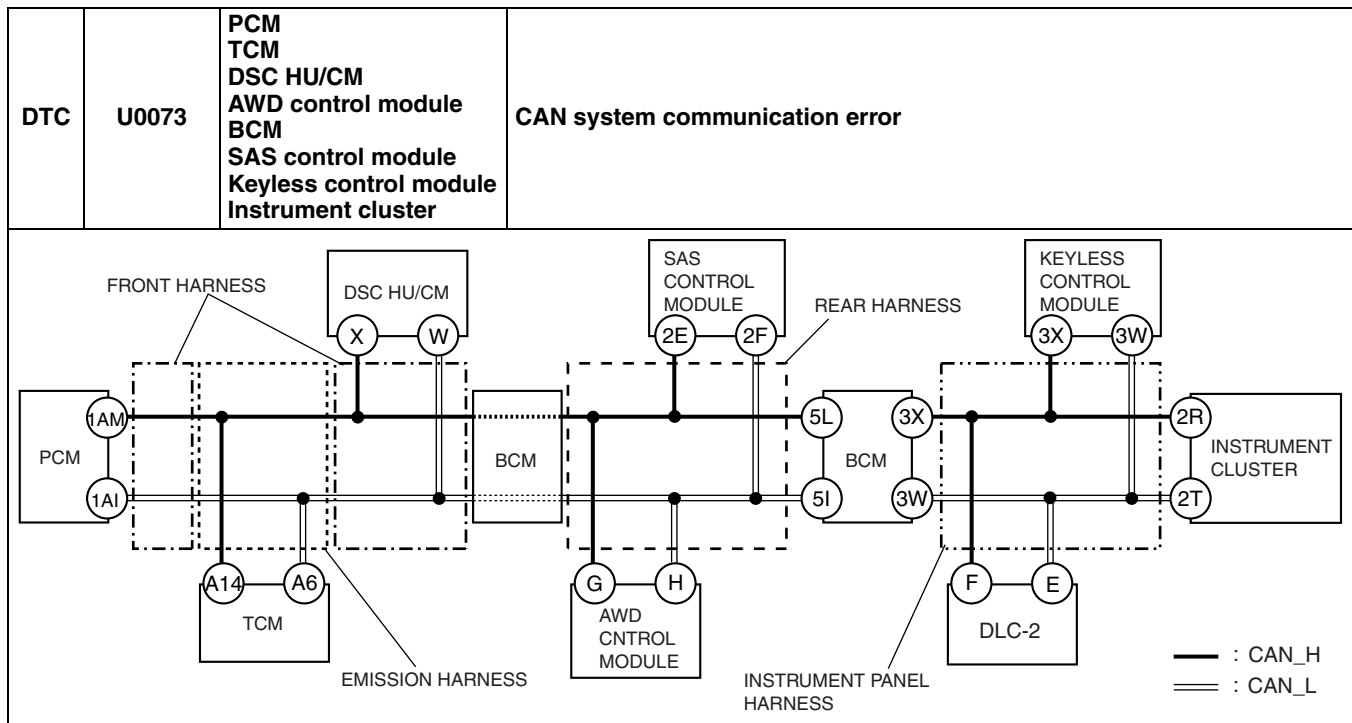 DTC
U0073
PCM
TCM
DSC HU/CM
AWD control module
BCM
SAS control module
Keyless control module
Instrument cluster
CAN system communication error
FRONT HARNESS
DSC HU/CM
X
W
SAS
CONTROL
MODULE
2E
2F
REAR HARNESS
KEYLESS
CONTROL
MODULE
3X
3W
PCM
1AM
1AI
BCM
5L
5I
BCM
3X
3W
2R
2T
INSTRUMENT
CLUSTER
A14
A6
TCM
EMISSION HARNESS
G
H
AWD
CNTROL
MODULE
INSTRUMENT PANEL
HARNESS
F
E
DLC-2
: CAN_H
: CAN_L